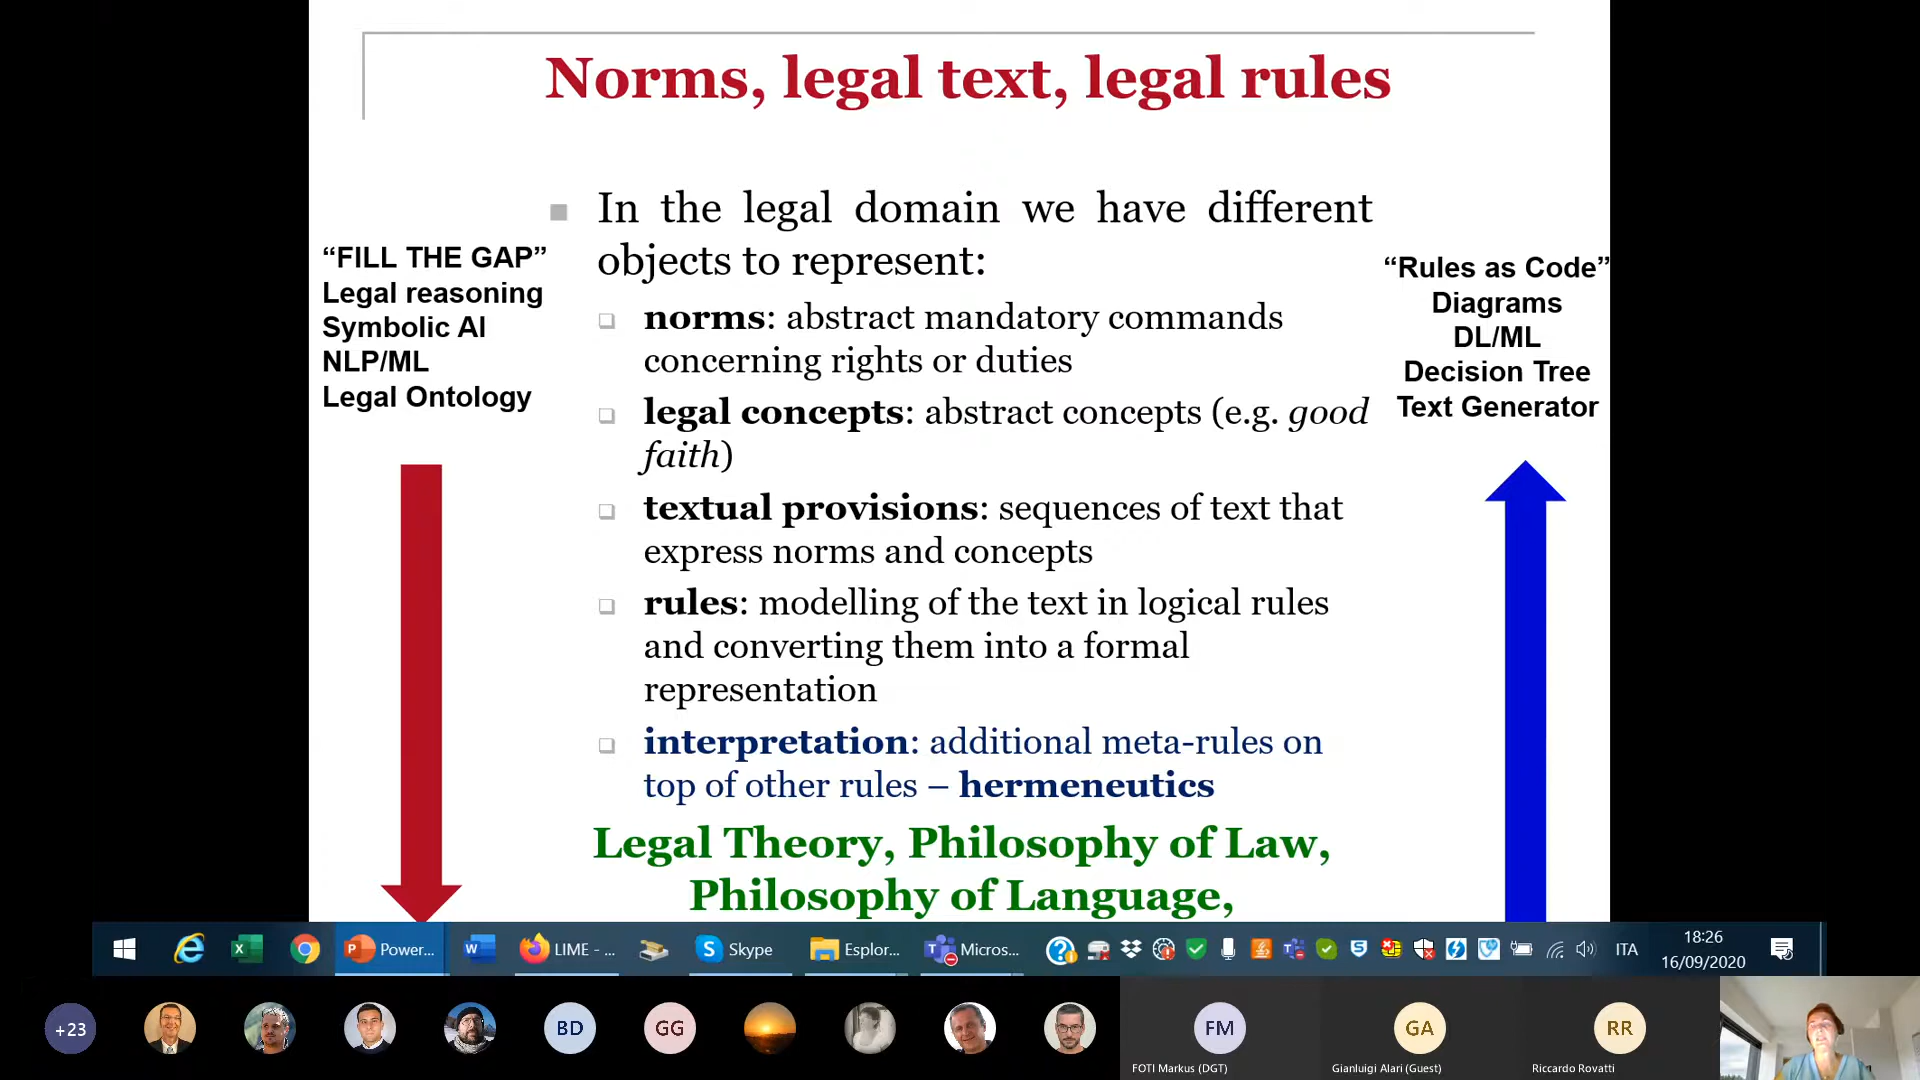 Norms, legal text, legal rules
In the legal domain we have different
objects to represent:
norms: abstract mandatory commands
concerning rights or duties
legal concepts: abstract concepts (e.g. good
faith)
textual provisions: sequences of text that
express norms and concepts
rules: modelling of the text in logical rules
and converting them into a formal
representation
interpretation: additional meta-rules on
top of other rules – hermeneutics
Legal Theory, Philosophy of Law,
Philosophy of Language,
“FILL THE GAP”
Legal reasoning
Symbolic AI
NLP/ML
Legal Ontology
“Rules as Code”
Diagrams
DL/ML
Decision Tree
Text Generator
Power...
LIME - ...
Skype
Esplor...
Micros...
ITA
18:26
16/09/2020
+23
BD
GG
FM
FOTI Markus (DGT)
GA
Gianluigi Alari (Guest)
RR
Riccardo Rovatti